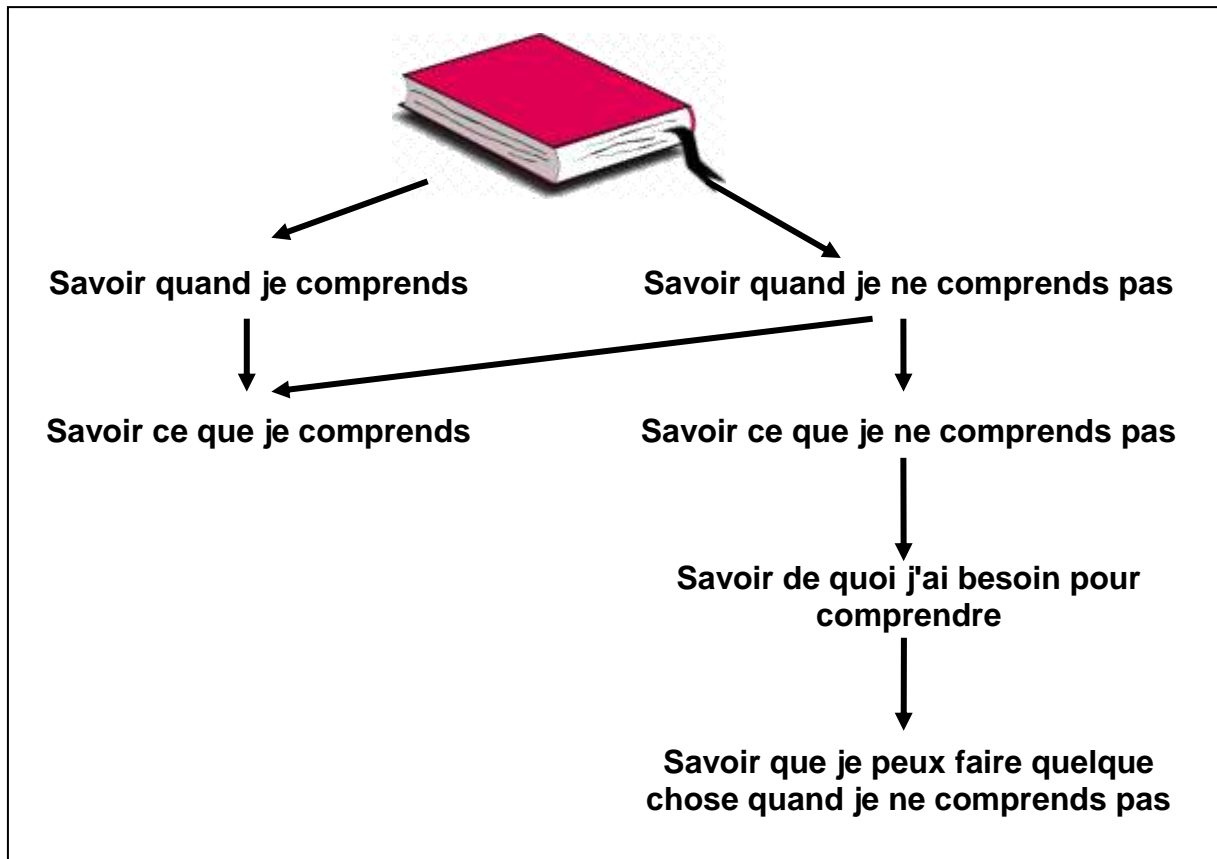 Savoir quand je comprends
Savoir quand je ne comprends pas
Savoir ce que je comprends
Savoir ce que je ne comprends pas
Savoir de quoi j'ai besoin pour
comprendre
Savoir que je peux faire quelque
chose quand je ne comprends pas